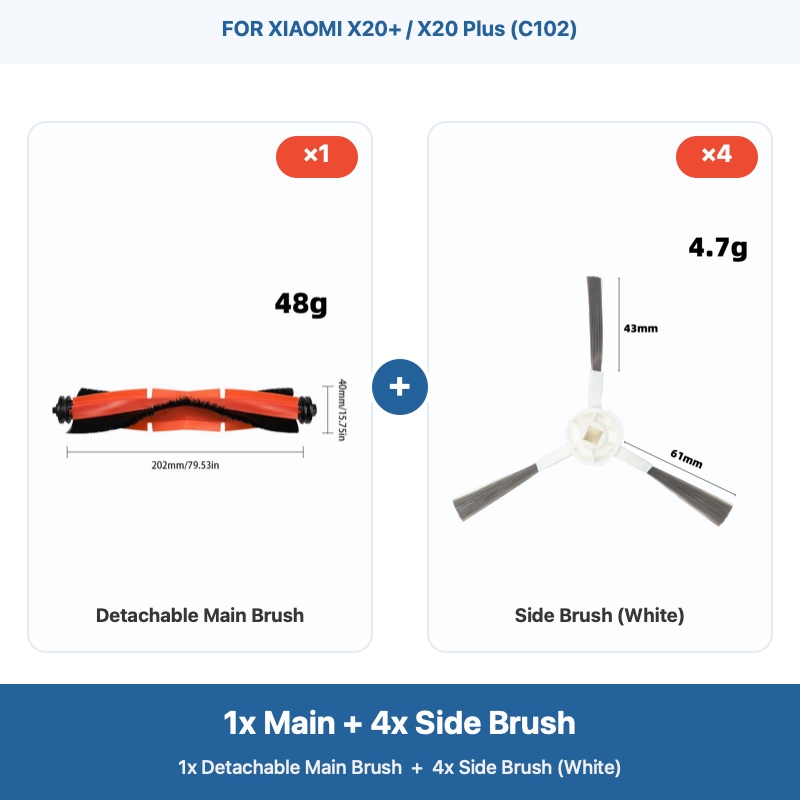 FOR XIAOMI X20+ / X20 Plus (C102)
×1
×4
4.7g
48g
43mm
40mm/15.75in
61mm
202mm/79.53in
Detachable Main Brush
Side Brush (White)
1x Main + 4x Side Brush
1x Detachable Main Brush + 4x Side Brush (White)